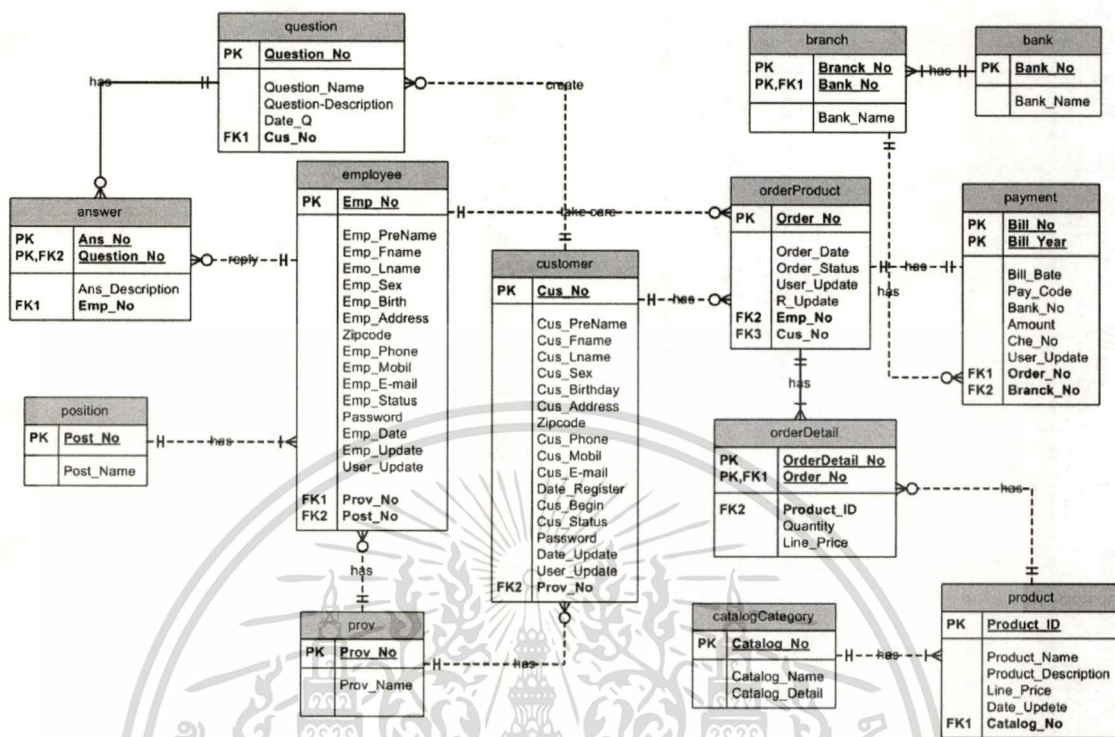 question
PK Question_No
Question_Name
Question-Description
Date_Q
FK1 Cus_No
has
create
branch
PK Branck_No
PK,FK1 Bank_No
Bank_Name
has
bank
PK Bank_No
Bank_Name
answer
PK Ans_No
PK,FK2 Question_No
Ans_Description
FK1 Emp_No
reply
employee
PK Emp_No
Emp_PreName
Emp_Fname
Emo_Lname
Emp_Sex
Emp_Birth
Emp_Address
Zipcode
Emp_Phone
Emp_Mobil
Emp_E-mail
Emp_Status
Password
Emp_Date
Emp_Update
User_Update
FK1 Prov_No
FK2 Post_No
take care
customer
PK Cus_No
Cus_PreName
Cus_Fname
Cus_Lname
Cus_Sex
Cus_Birthday
Cus_Address
Zipcode
Cus_Phone
Cus_Mobil
Cus_E-mail
Date_Register
Cus_Begin
Cus_Status
Password
Date_Update
User_Update
FK2 Prov_No
has
orderProduct
PK Order_No
Order_Date
Order_Status
User_Update
R_Update
FK2 Emp_No
FK3 Cus_No
has
has
payment
PK Bill_No
PK Bill_Year
Bill_Bate
Pay_Code
Bank_No
Amount
Che_No
User_Update
FK1 Order_No
FK2 Branck_No
position
PK Post_No
Post_Name
has
has
orderDetail
PK OrderDetail_No
PK,FK1 Order_No
FK2 Product_ID
Quantity
Line_Price
has
has
prov
PK Prov_No
Prov_Name
has
catalogCategory
PK Catalog_No
Catalog_Name
Catalog_Detail
has
product
PK Product_ID
Product_Name
Product_Description
Line_Price
Date_Updete
FK1 Catalog_No